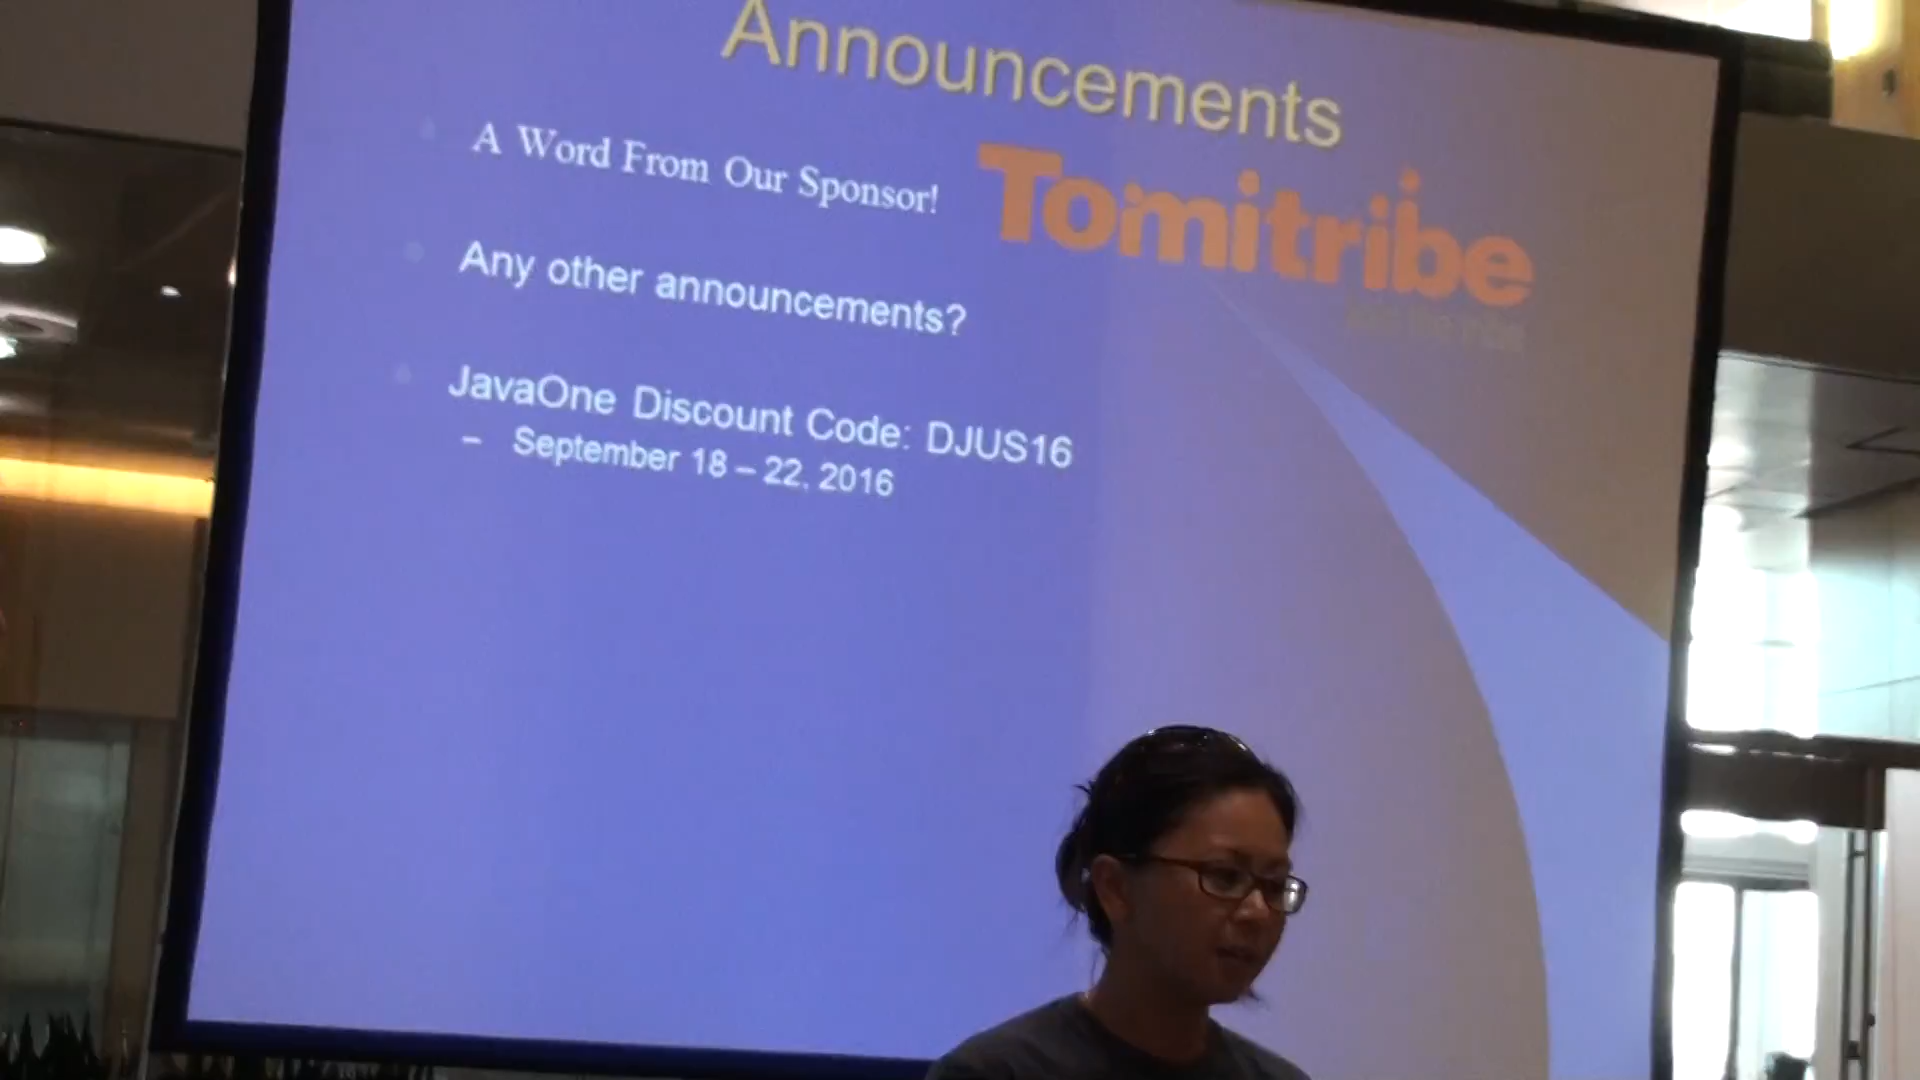 Announcements
A Word From Our Sponsor!
Tomitribe
Any other announcements?
JavaOne Discount Code: DJUS16
– September 18 – 22, 2016